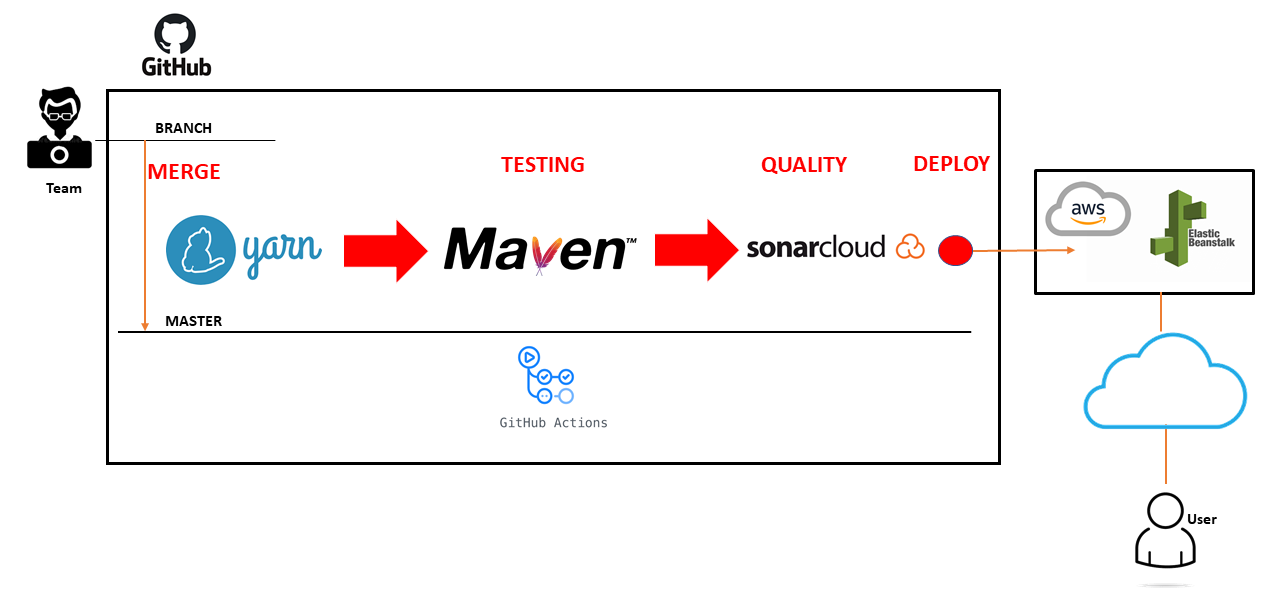 GitHub
BRANCH
Team
MERGE
TESTING
QUALITY
DEPLOY
yarn
Maven™
sonarcloud
aws
Elastic
Beanstalk
MASTER
GitHub Actions
User